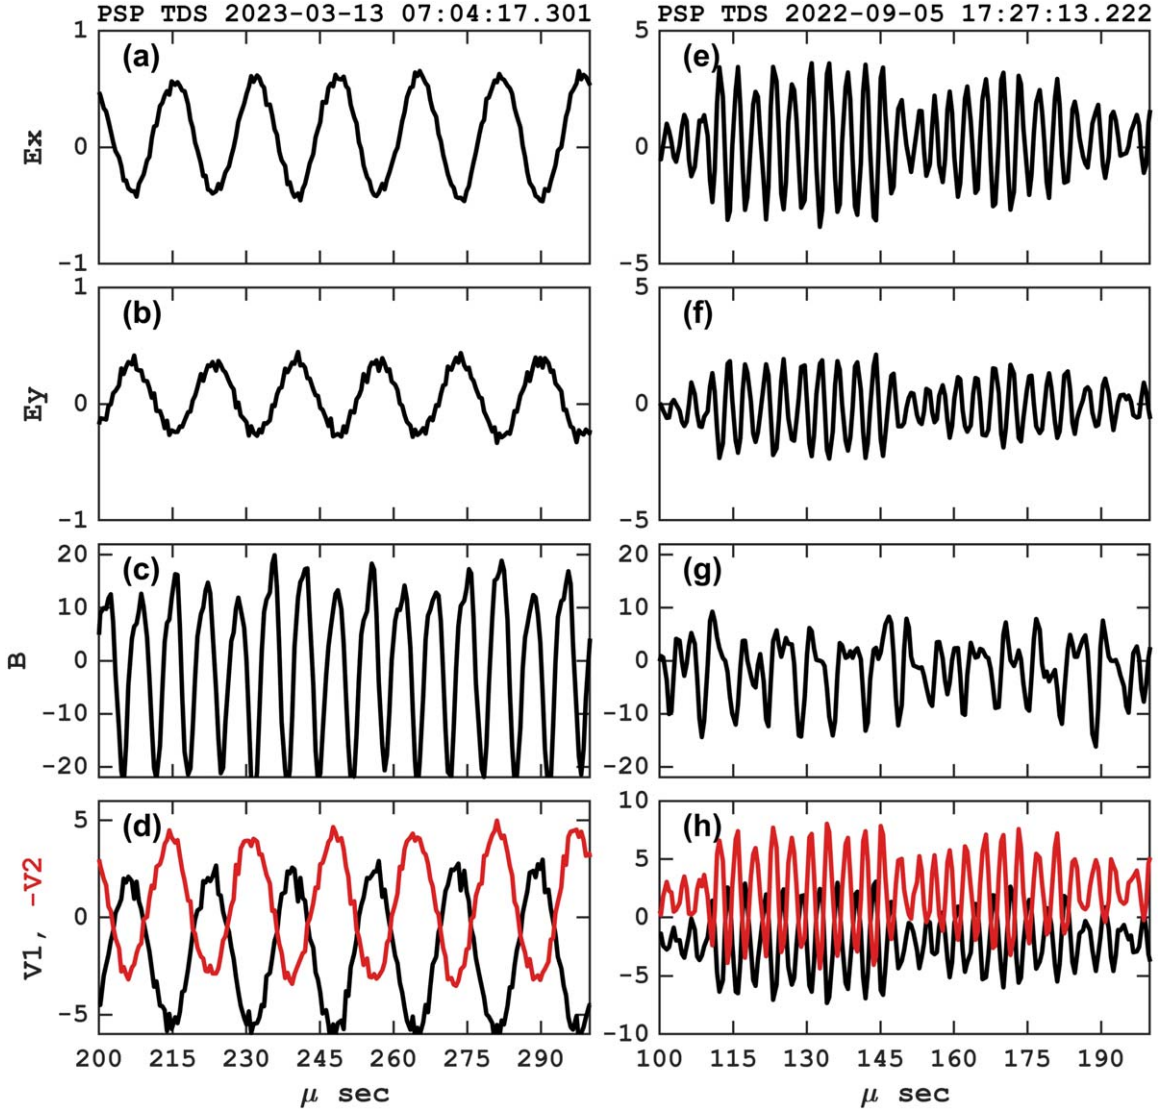 PSP TDS 2023-03-13 07:04:17.301
PSP TDS 2022-09-05 17:27:13.222
1
(a)
Ex
0
-1
1
(b)
Ey
0
-1
20
(c)
10
B
0
-10
-20
5
(d)
V1, -V2
0
-5
200 215 230 245 260 275 290
μ sec
5
(e)
0
-5
5
(f)
0
-5
20
(g)
10
0
-10
-20
10
(h)
5
0
-5
-10
100 115 130 145 160 175 190
μ sec